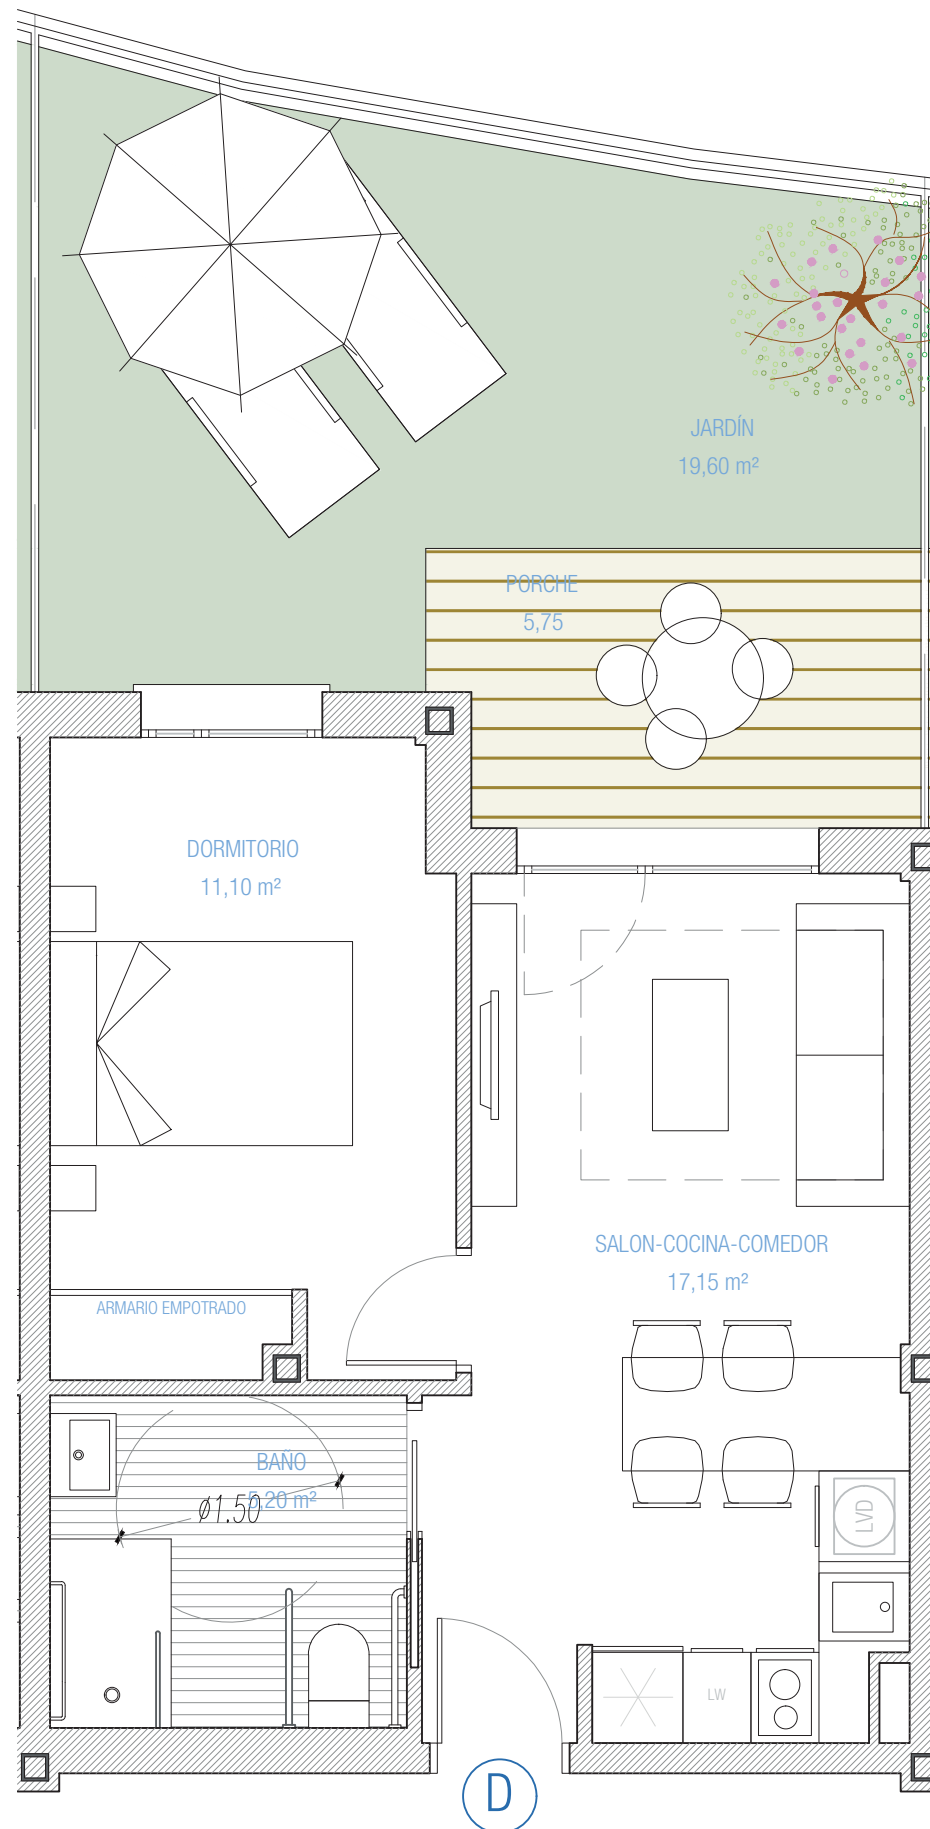 JARDÍN
19,60 m²
PORCHE
5,75
DORMITORIO
11,10 m²
SALON-COCINA-COMEDOR
17,15 m²
ARMARIO EMPOTRADO
BAÑO
5,20 m²
Ø1.50
LVD
LW
D